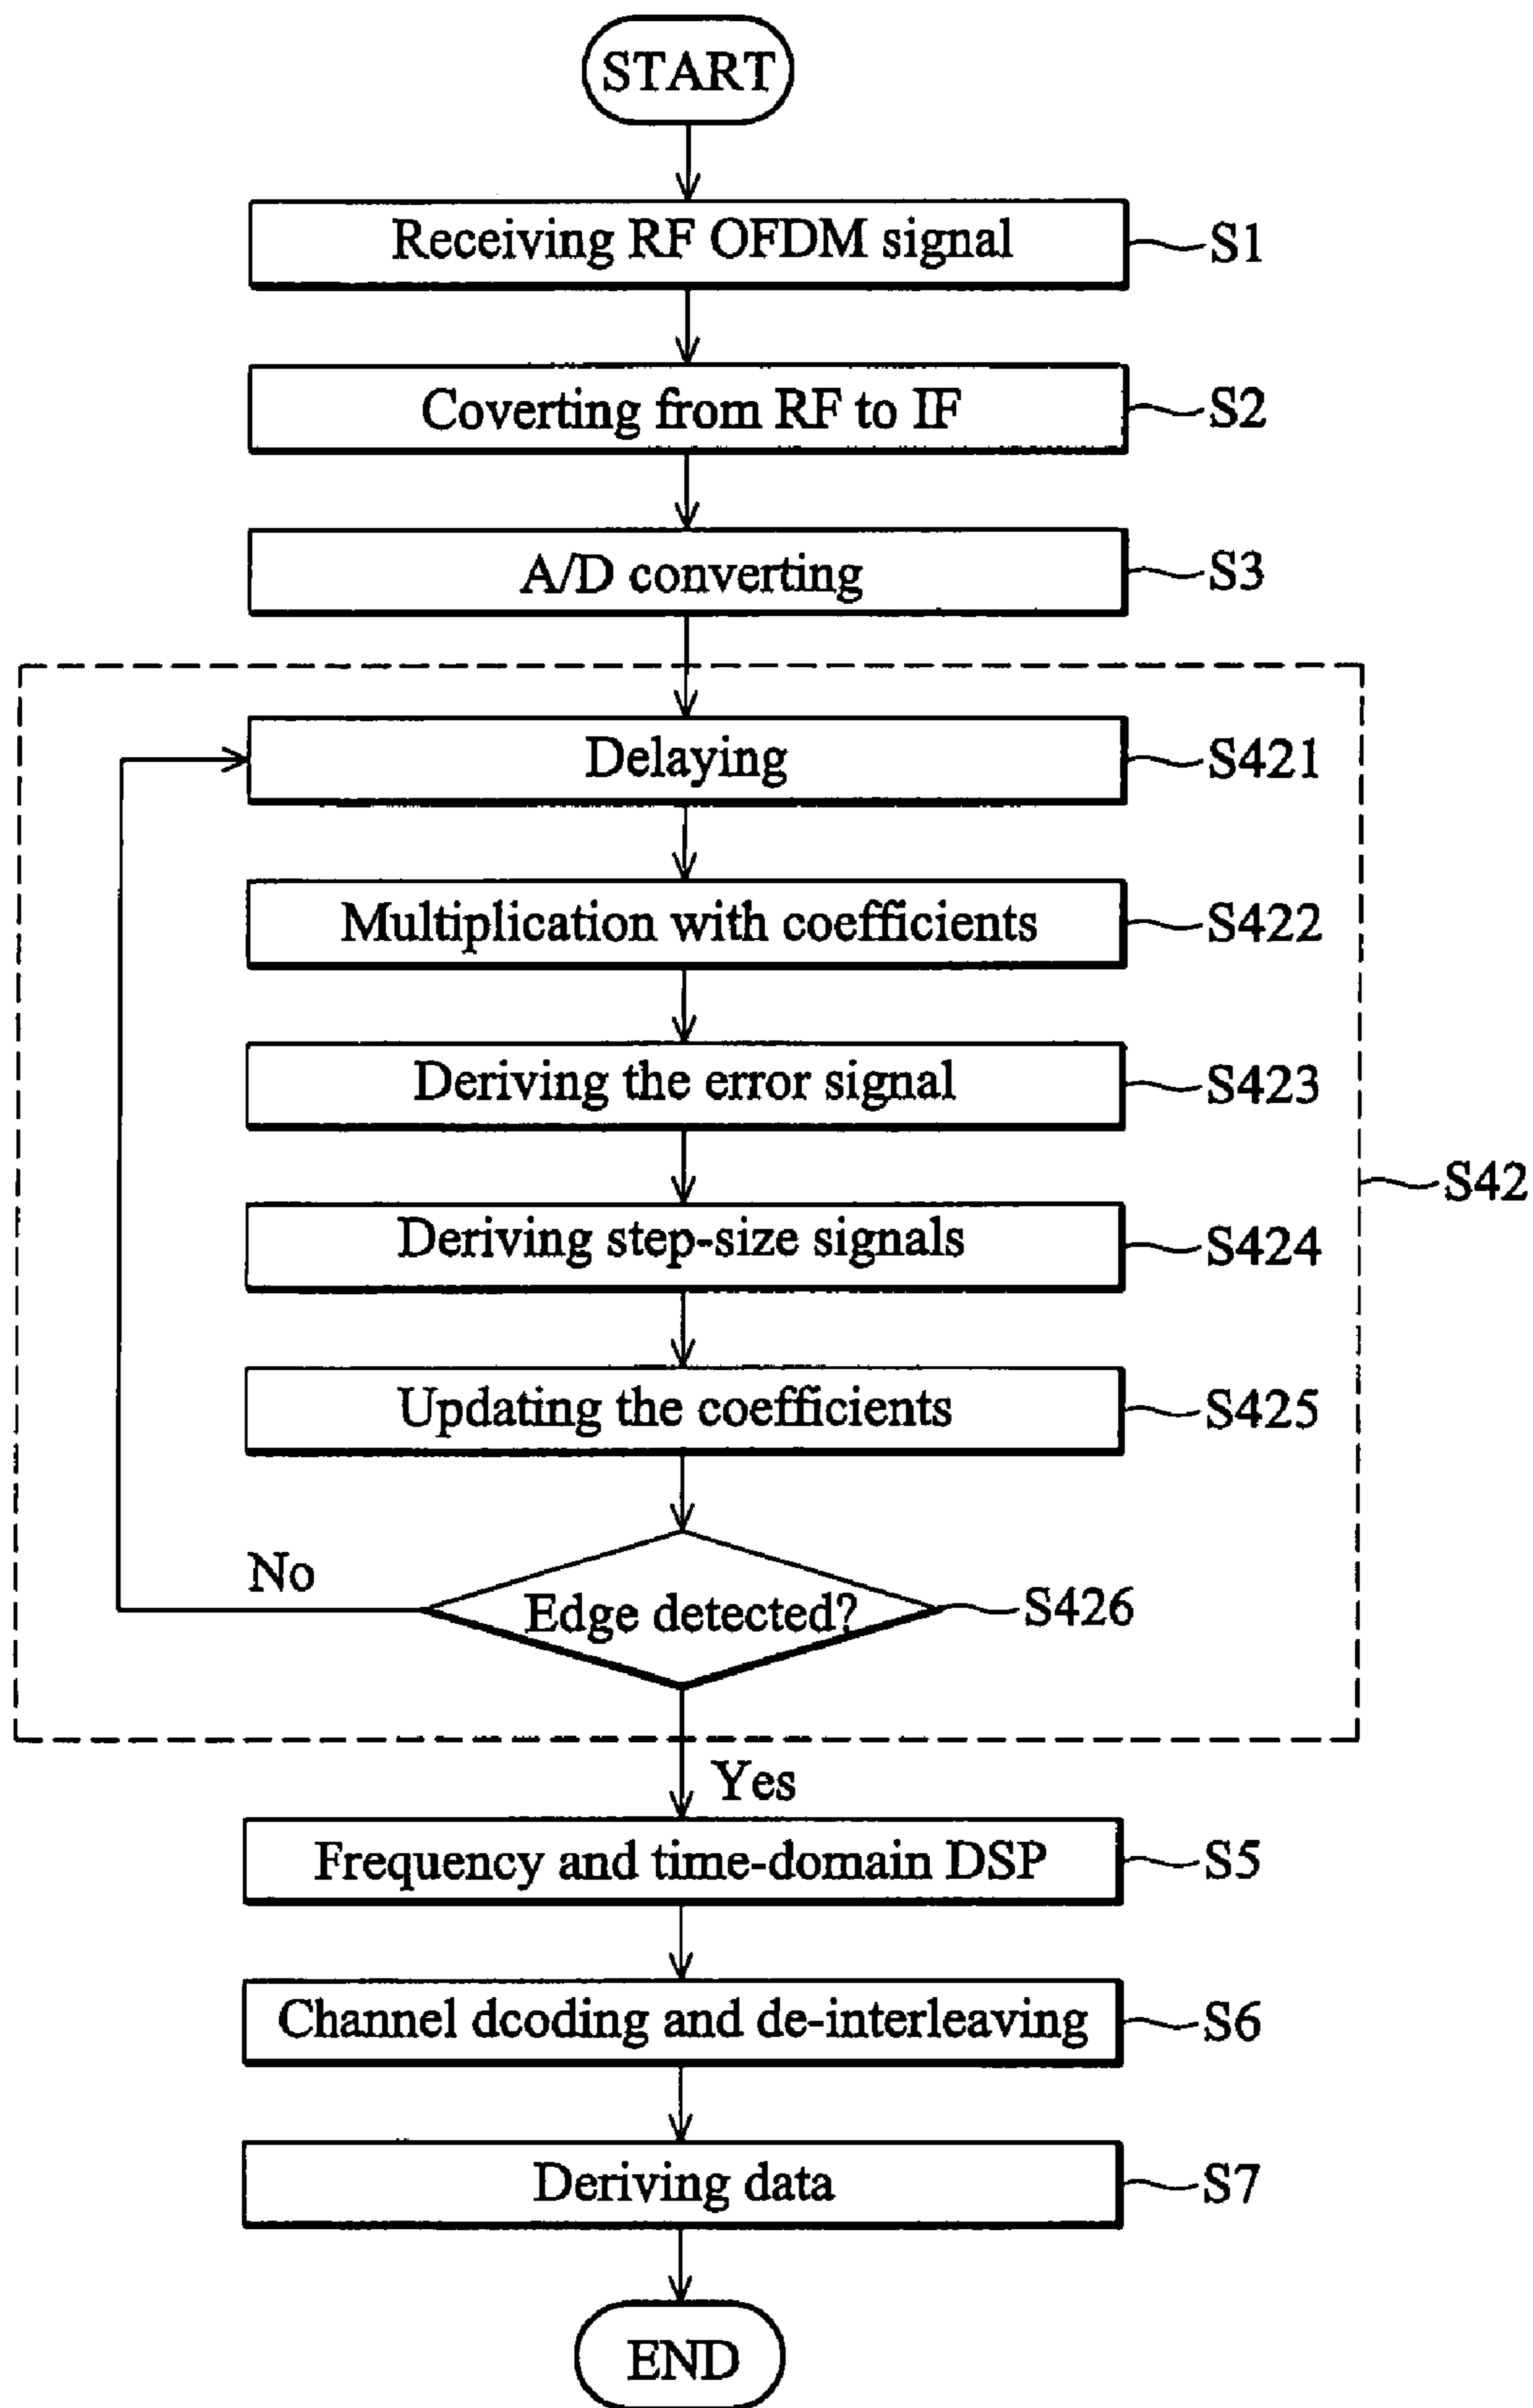 START
Receiving RF OFDM signal
S1
Coverting from RF to IF
S2
A/D converting
S3
Delaying
S421
Multiplication with coefficients
S422
Deriving the error signal
S423
S42
Deriving step-size signals
S424
Updating the coefficients
S425
No
Edge detected?
S426
Yes
Frequency and time-domain DSP
S5
Channel dcoding and de-interleaving
S6
Deriving data
S7
END